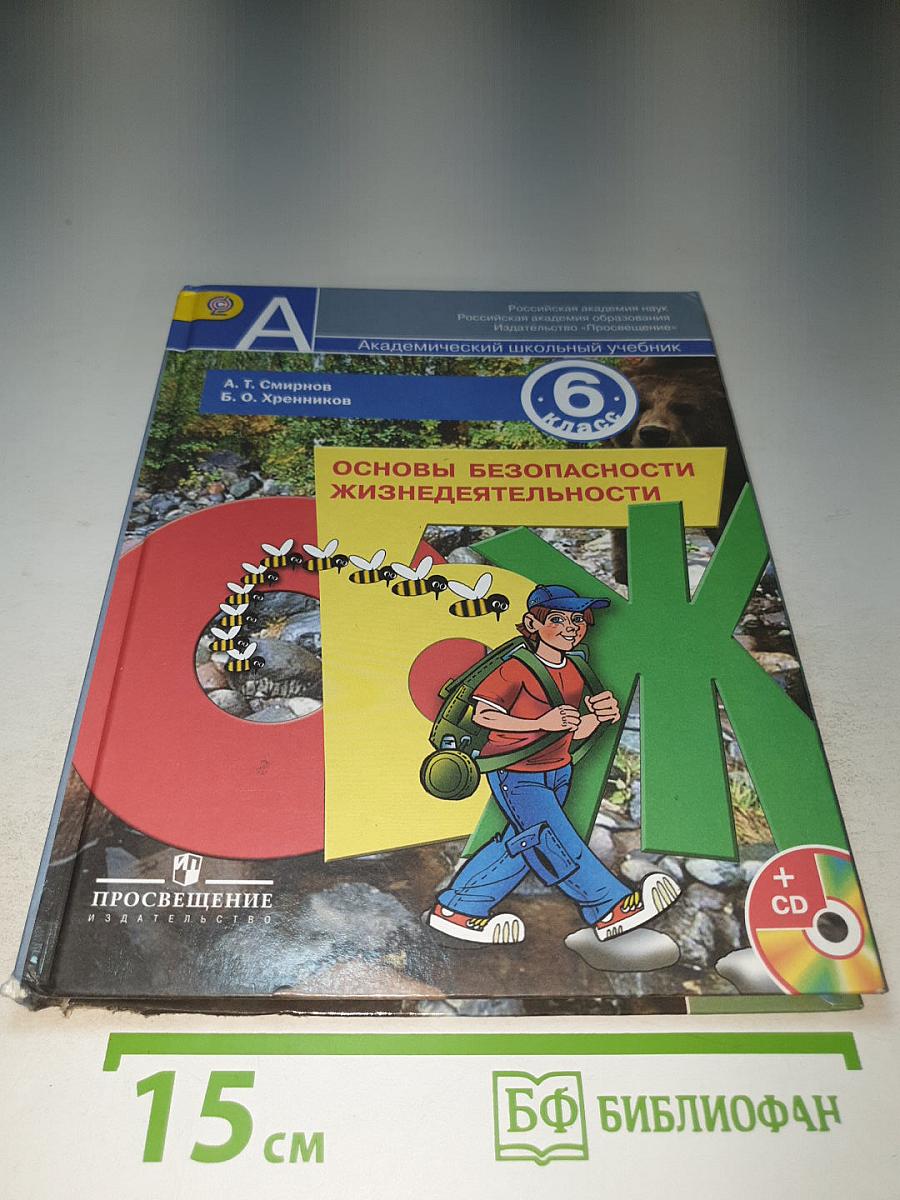 А
Российская академия наук
Российская академия образования
Издательство «Просвещение»
Академический школьный учебник
А. Т. Смирнов
Б. О. Хренников
· 6 ·
класс
ОСНОВЫ БЕЗОПАСНОСТИ
ЖИЗНЕДЕЯТЕЛЬНОСТИ
ОБЖ
ПРОСВЕЩЕНИЕ
ИЗДАТЕЛЬСТВО
+
CD
15 см
БФ БИБЛИОФАН